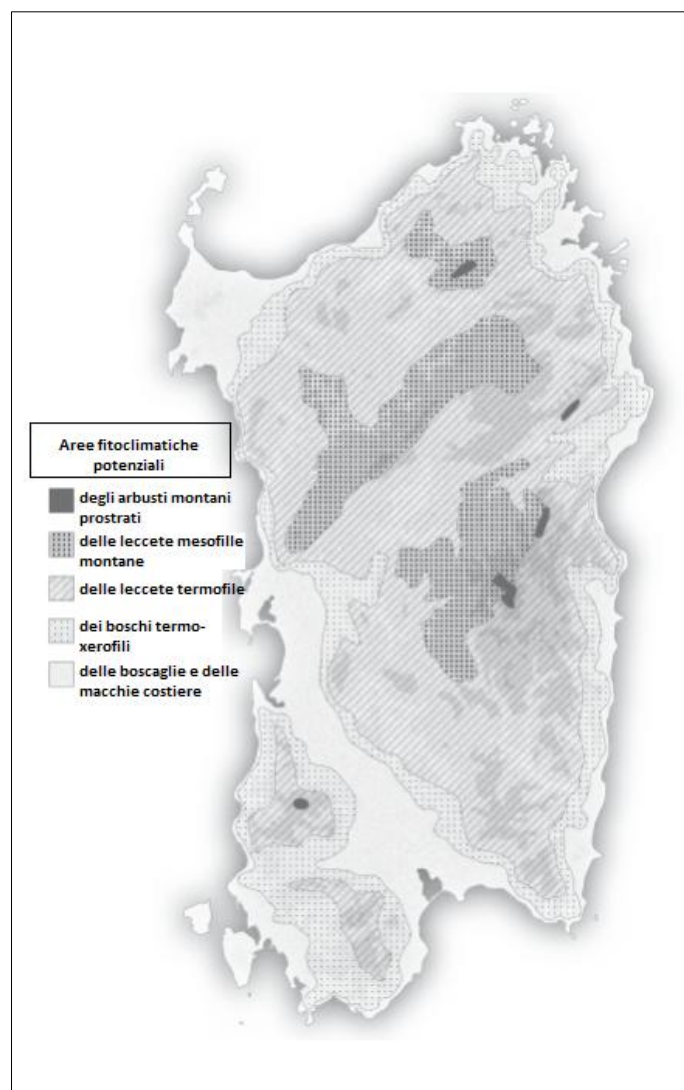 Aree fitoclimatiche
potenziali
degli arbusti montani
prostrati
delle leccete mesofille
montane
delle leccete termofile
dei boschi termo-
xerofili
delle boscaglie e delle
macchie costiere